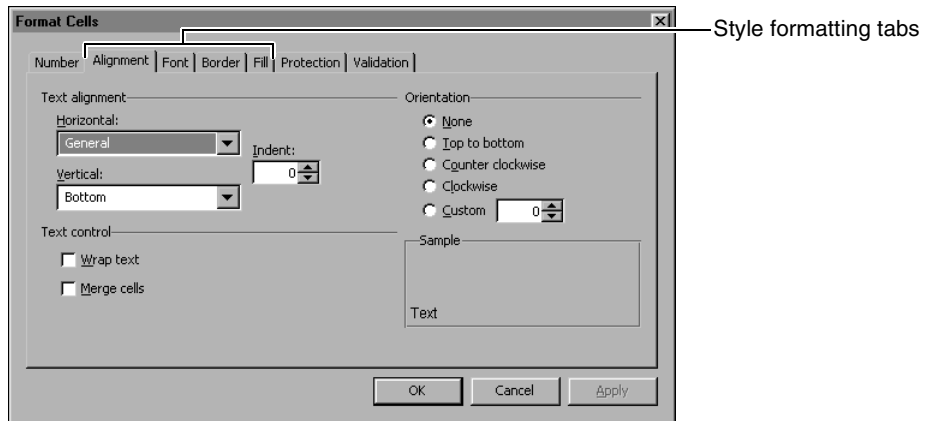 Format Cells
Style formatting tabs
Number Alignment Font Border Fill Protection Validation
Text alignment
Horizontal:
General
Indent:
0
Vertical:
Bottom
Text control
Wrap text
Merge cells
Orientation
None
Top to bottom
Counter clockwise
Clockwise
Custom 0
Sample
Text
OK Cancel Apply